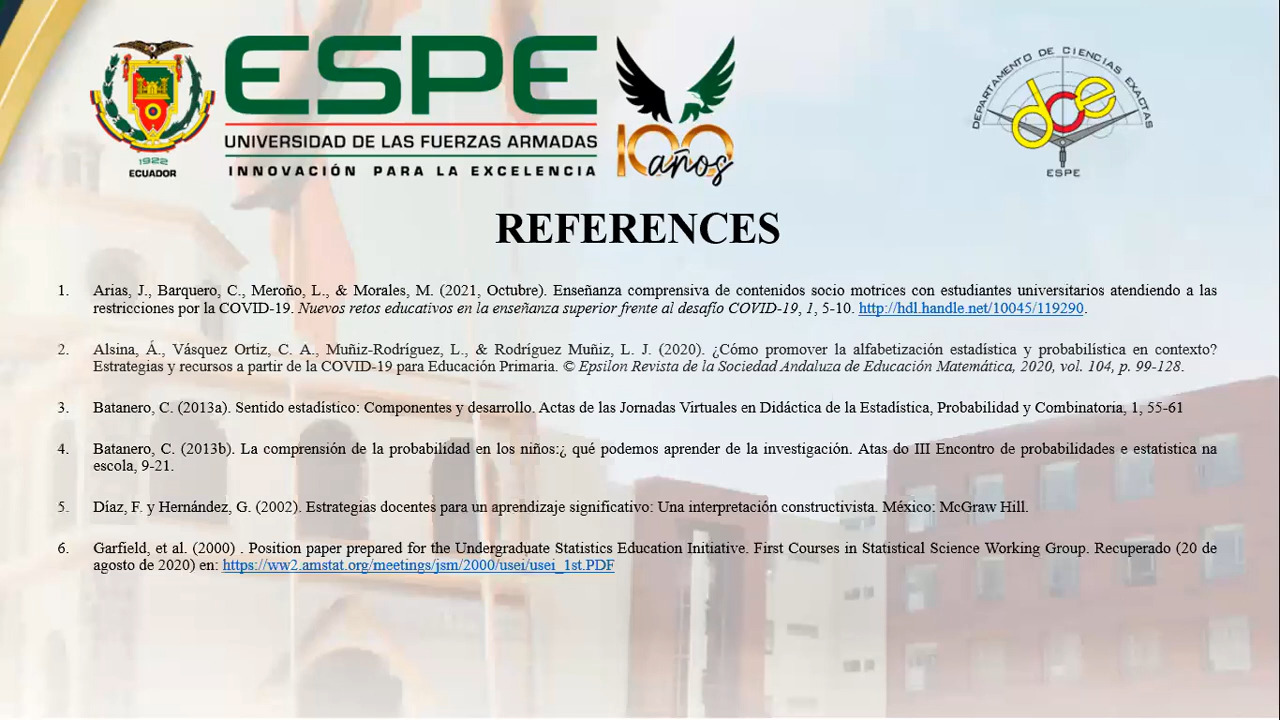 1922
ECUADOR
ESPE
UNIVERSIDAD DE LAS FUERZAS ARMADAS
INNOVACIÓN PARA LA EXCELENCIA
100
años
DEPARTAMENTO DE CIENCIAS EXACTAS
dce
ESPE
REFERENCES
1. Arias, J., Barquero, C., Meroño, L., & Morales, M. (2021, Octubre). Enseñanza comprensiva de contenidos socio motrices con estudiantes universitarios atendiendo a las
restricciones por la COVID-19. Nuevos retos educativos en la enseñanza superior frente al desafío COVID-19, 1, 5-10. http://hdl.handle.net/10045/119290.
2. Alsina, Á., Vásquez Ortiz, C. A., Muñiz-Rodríguez, L., & Rodríguez Muñiz, L. J. (2020). ¿Cómo promover la alfabetización estadística y probabilística en contexto?
Estrategias y recursos a partir de la COVID-19 para Educación Primaria. © Epsilon Revista de la Sociedad Andaluza de Educación Matemática, 2020, vol. 104, p. 99-128.
3. Batanero, C. (2013a). Sentido estadístico: Componentes y desarrollo. Actas de las Jornadas Virtuales en Didáctica de la Estadística, Probabilidad y Combinatoria, 1, 55-61
4. Batanero, C. (2013b). La comprensión de la probabilidad en los niños:¿ qué podemos aprender de la investigación. Atas do III Encontro de probabilidades e estatistica na
escola, 9-21.
5. Díaz, F. y Hernández, G. (2002). Estrategias docentes para un aprendizaje significativo: Una interpretación constructivista. México: McGraw Hill.
6. Garfield, et al. (2000) . Position paper prepared for the Undergraduate Statistics Education Initiative. First Courses in Statistical Science Working Group. Recuperado (20 de
agosto de 2020) en: https://ww2.amstat.org/meetings/jsm/2000/usei/usei_1st.PDF